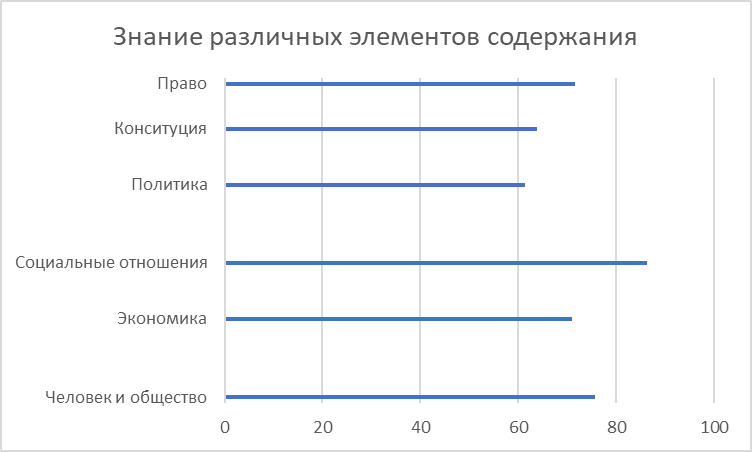 Знание различных элементов содержания
Право
Конситуция
Политика
Социальные отношения
Экономика
Человек и общество
0 20 40 60 80 100